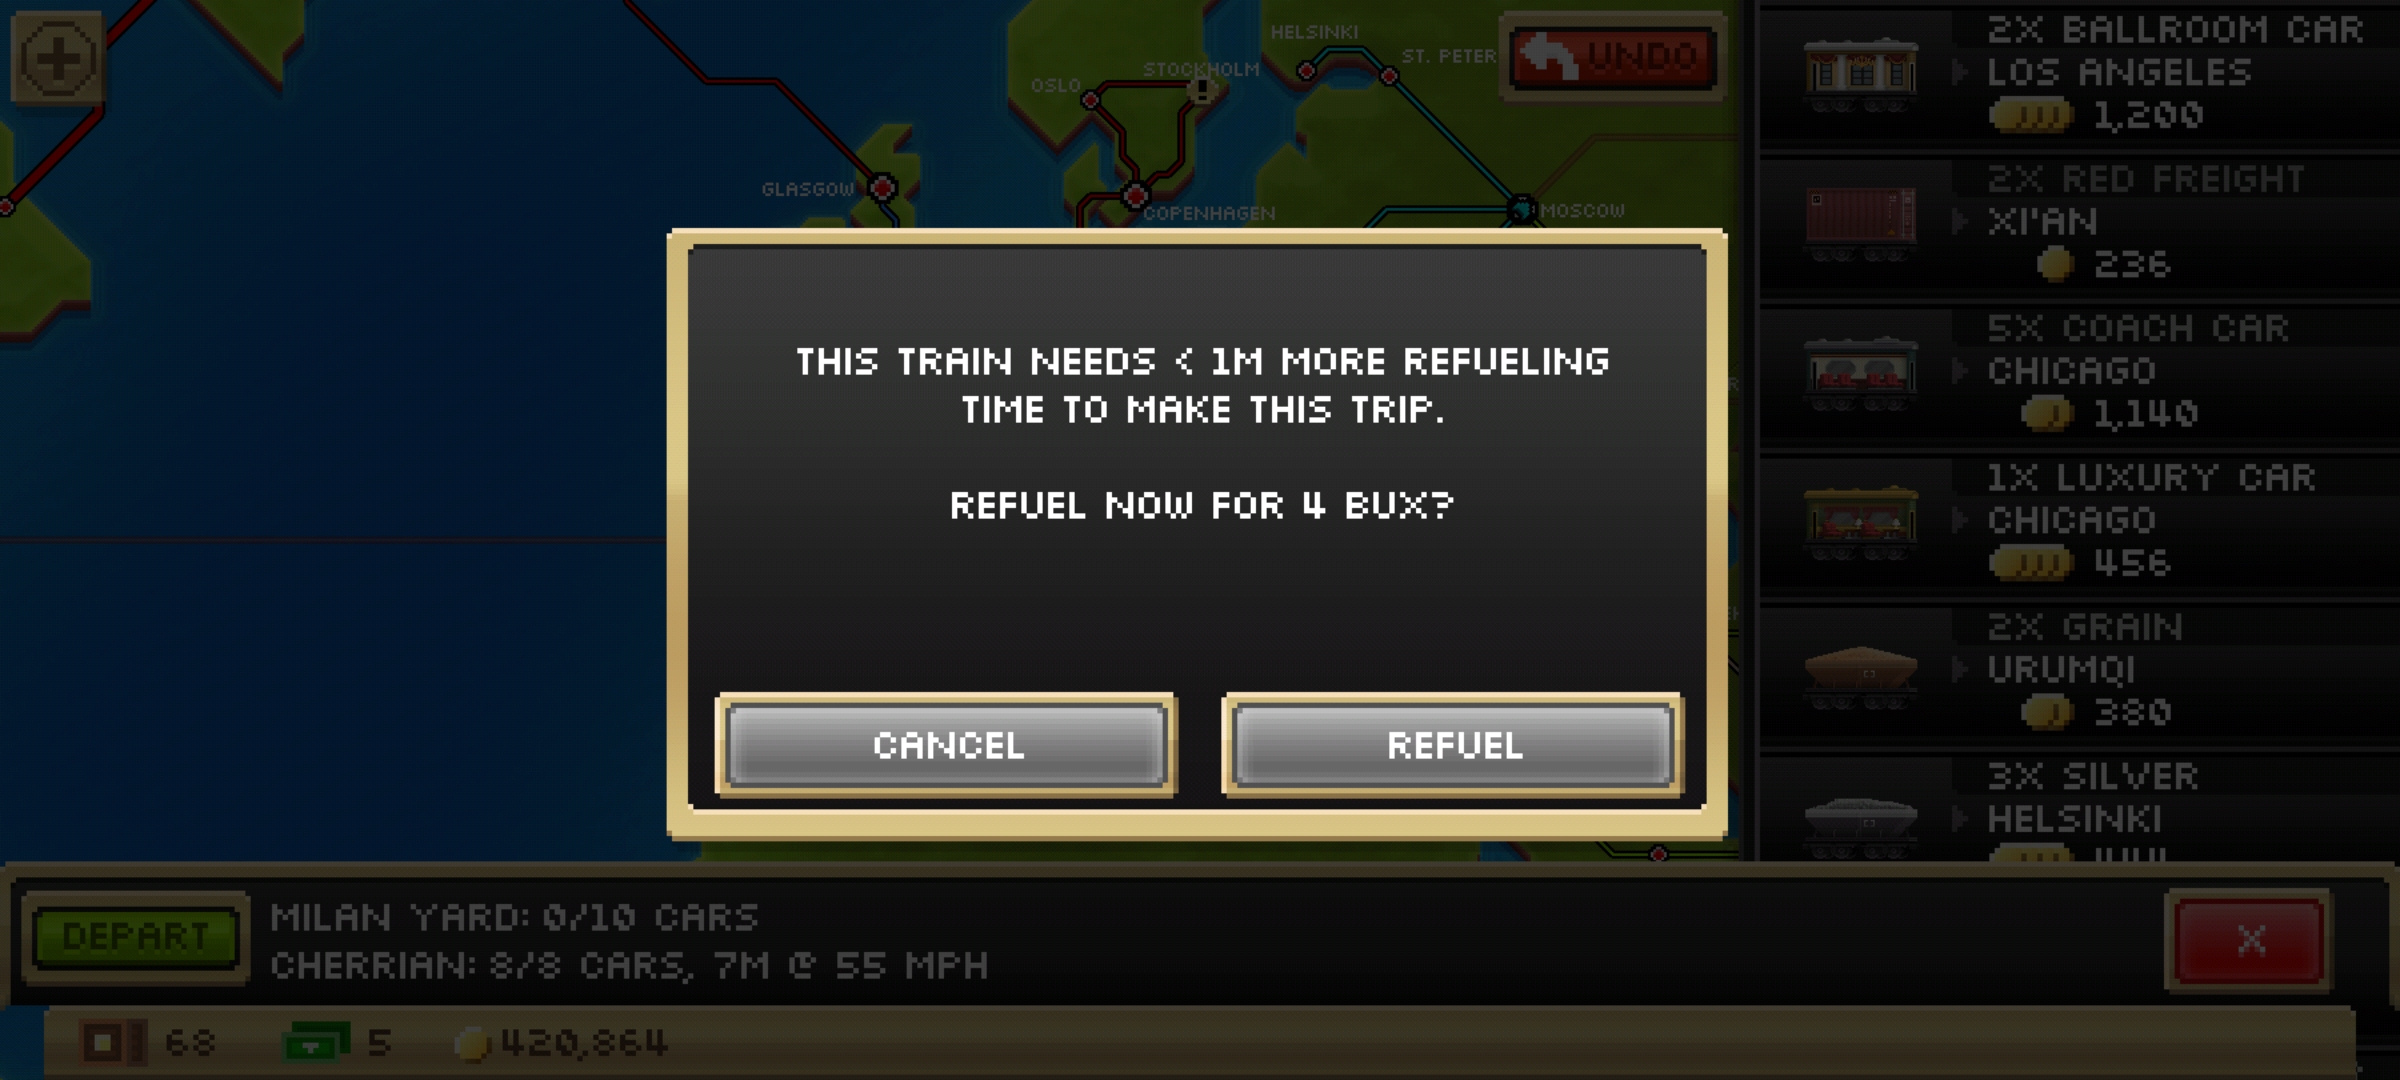 HELSINKI
ST. PETER
UNDO
STOCKHOLM
OSLO
GLASGOW
COPENHAGEN
MOSCOW
THIS TRAIN NEEDS < 1M MORE REFUELING
TIME TO MAKE THIS TRIP.
REFUEL NOW FOR 4 BUX?
CANCEL
REFUEL
2X BALLROOM CAR
LOS ANGELES
1,200
2X RED FREIGHT
XI'AN
236
5X COACH CAR
CHICAGO
1,140
1X LUXURY CAR
CHICAGO
456
2X GRAIN
URUMQI
380
3X SILVER
HELSINKI
DEPART
MILAN YARD: 0/10 CARS
CHERRIAN: 8/8 CARS, 7M @ 55 MPH
X
68
5
420,864